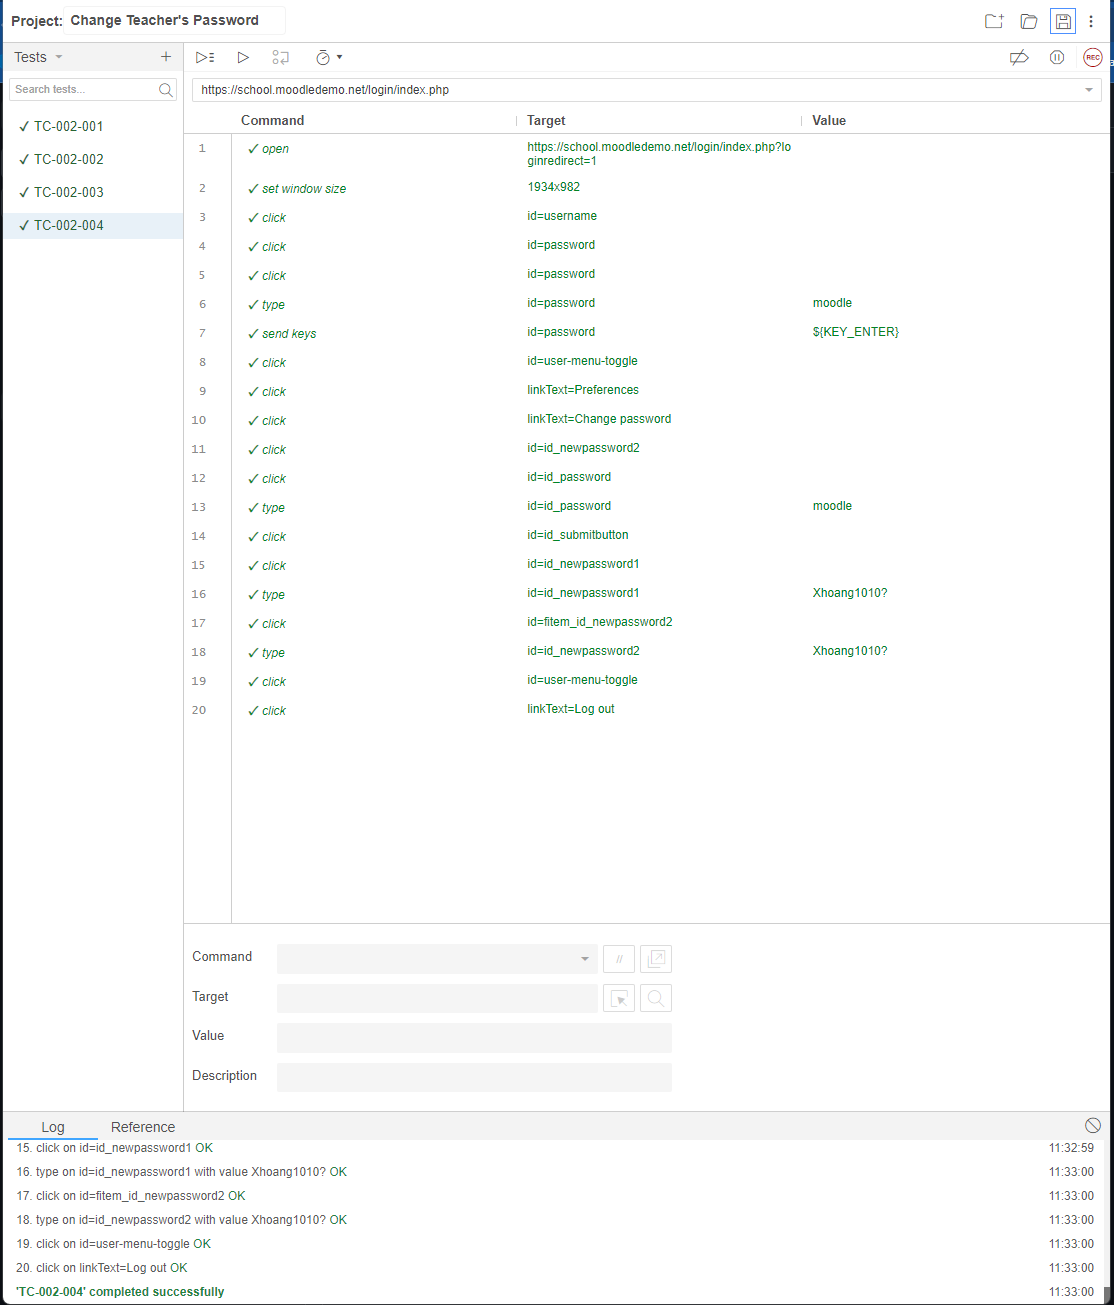 Project: Change Teacher's Password
Tests
Search tests...
✓ TC-002-001
✓ TC-002-002
✓ TC-002-003
✓ TC-002-004
REC
https://school.moodledemo.net/login/index.php
Command Target Value
1 ✓ open https://school.moodledemo.net/login/index.php?lo
ginredirect=1
2 ✓ set window size 1934x982
3 ✓ click id=username
4 ✓ click id=password
5 ✓ click id=password
6 ✓ type id=password moodle
7 ✓ send keys id=password ${KEY_ENTER}
8 ✓ click id=user-menu-toggle
9 ✓ click linkText=Preferences
10 ✓ click linkText=Change password
11 ✓ click id=id_newpassword2
12 ✓ click id=id_password
13 ✓ type id=id_password moodle
14 ✓ click id=id_submitbutton
15 ✓ click id=id_newpassword1
16 ✓ type id=id_newpassword1 Xhoang1010?
17 ✓ click id=fitem_id_newpassword2
18 ✓ type id=id_newpassword2 Xhoang1010?
19 ✓ click id=user-menu-toggle
20 ✓ click linkText=Log out
Command //
Target
Value
Description
Log Reference
15. click on id=id_newpassword1 OK 11:32:59
16. type on id=id_newpassword1 with value Xhoang1010? OK 11:33:00
17. click on id=fitem_id_newpassword2 OK 11:33:00
18. type on id=id_newpassword2 with value Xhoang1010? OK 11:33:00
19. click on id=user-menu-toggle OK 11:33:00
20. click on linkText=Log out OK 11:33:00
'TC-002-004' completed successfully 11:33:00